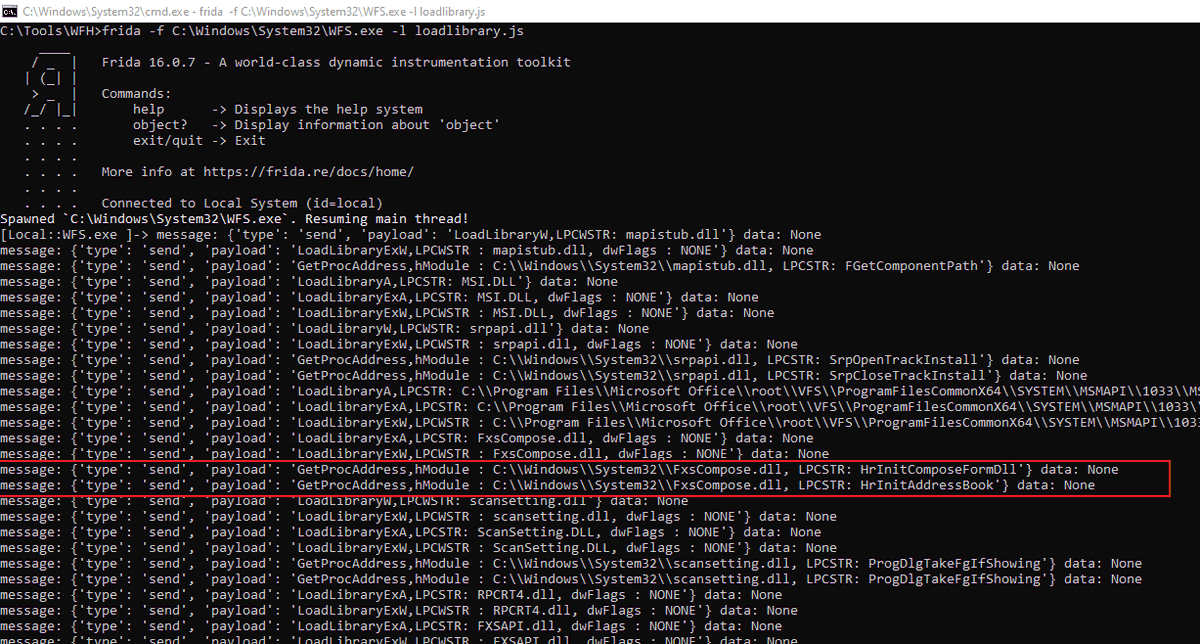 C:\Windows\System32\cmd.exe - frida  -f C:\Windows\System32\WFS.exe -l loadlibrary.js
C:\Tools\WFH>frida -f C:\Windows\System32\WFS.exe -l loadlibrary.js
Frida 16.0.7 - A world-class dynamic instrumentation toolkit
Commands:
help      -> Displays the help system
object?   -> Display information about 'object'
exit/quit -> Exit
More info at https://frida.re/docs/home/
Connected to Local System (id=local)
Spawned `C:\Windows\System32\WFS.exe`. Resuming main thread!
[Local::WFS.exe ]-> message: {'type': 'send', 'payload': 'LoadLibraryW,LPCWSTR: mapistub.dll'} data: None
message: {'type': 'send', 'payload': 'LoadLibraryExW,LPCWSTR : mapistub.dll, dwFlags : NONE'} data: None
message: {'type': 'send', 'payload': 'GetProcAddress,hModule : C:\\Windows\\System32\\mapistub.dll, LPCSTR: FGetComponentPath'} data: None
message: {'type': 'send', 'payload': 'LoadLibraryA,LPCSTR: MSI.DLL'} data: None
message: {'type': 'send', 'payload': 'LoadLibraryExA,LPCSTR: MSI.DLL, dwFlags : NONE'} data: None
message: {'type': 'send', 'payload': 'LoadLibraryExW,LPCWSTR : MSI.DLL, dwFlags : NONE'} data: None
message: {'type': 'send', 'payload': 'LoadLibraryW,LPCWSTR: srpapi.dll'} data: None
message: {'type': 'send', 'payload': 'LoadLibraryExW,LPCWSTR : srpapi.dll, dwFlags : NONE'} data: None
message: {'type': 'send', 'payload': 'GetProcAddress,hModule : C:\\Windows\\System32\\srpapi.dll, LPCSTR: SrpOpenTrackInstall'} data: None
message: {'type': 'send', 'payload': 'GetProcAddress,hModule : C:\\Windows\\System32\\srpapi.dll, LPCSTR: SrpCloseTrackInstall'} data: None
message: {'type': 'send', 'payload': 'LoadLibraryA,LPCSTR: C:\\Program Files\\Microsoft Office\\root\\VFS\\ProgramFilesCommonX64\\SYSTEM\\MSMAPI\\1033\\MS
message: {'type': 'send', 'payload': 'LoadLibraryExA,LPCSTR: C:\\Program Files\\Microsoft Office\\root\\VFS\\ProgramFilesCommonX64\\SYSTEM\\MSMAPI\\1033\\
message: {'type': 'send', 'payload': 'LoadLibraryExW,LPCWSTR : C:\\Program Files\\Microsoft Office\\root\\VFS\\ProgramFilesCommonX64\\SYSTEM\\MSMAPI\\1033
message: {'type': 'send', 'payload': 'LoadLibraryExA,LPCSTR: FxsCompose.dll, dwFlags : NONE'} data: None
message: {'type': 'send', 'payload': 'LoadLibraryExW,LPCWSTR : FxsCompose.dll, dwFlags : NONE'} data: None
message: {'type': 'send', 'payload': 'GetProcAddress,hModule : C:\\Windows\\System32\\FxsCompose.dll, LPCSTR: HrInitComposeFormDll'} data: None
message: {'type': 'send', 'payload': 'GetProcAddress,hModule : C:\\Windows\\System32\\FxsCompose.dll, LPCSTR: HrInitAddressBook'} data: None
message: {'type': 'send', 'payload': 'LoadLibraryW,LPCWSTR: scansetting.dll'} data: None
message: {'type': 'send', 'payload': 'LoadLibraryExW,LPCWSTR : scansetting.dll, dwFlags : NONE'} data: None
message: {'type': 'send', 'payload': 'LoadLibraryExA,LPCSTR: ScanSetting.DLL, dwFlags : NONE'} data: None
message: {'type': 'send', 'payload': 'LoadLibraryExW,LPCWSTR : ScanSetting.DLL, dwFlags : NONE'} data: None
message: {'type': 'send', 'payload': 'GetProcAddress,hModule : C:\\Windows\\System32\\scansetting.dll, LPCSTR: ProgDlgTakeFgIfShowing'} data: None
message: {'type': 'send', 'payload': 'GetProcAddress,hModule : C:\\Windows\\System32\\scansetting.dll, LPCSTR: ProgDlgTakeFgIfShowing'} data: None
message: {'type': 'send', 'payload': 'LoadLibraryExA,LPCSTR: RPCRT4.dll, dwFlags : NONE'} data: None
message: {'type': 'send', 'payload': 'LoadLibraryExW,LPCWSTR : RPCRT4.dll, dwFlags : NONE'} data: None
message: {'type': 'send', 'payload': 'LoadLibraryExA,LPCSTR: FXSAPI.dll, dwFlags : NONE'} data: None
message: {'type': 'send', 'payload': 'LoadLibraryExW,LPCWSTR : FXSAPI.dll, dwFlags : NONE'} data: None